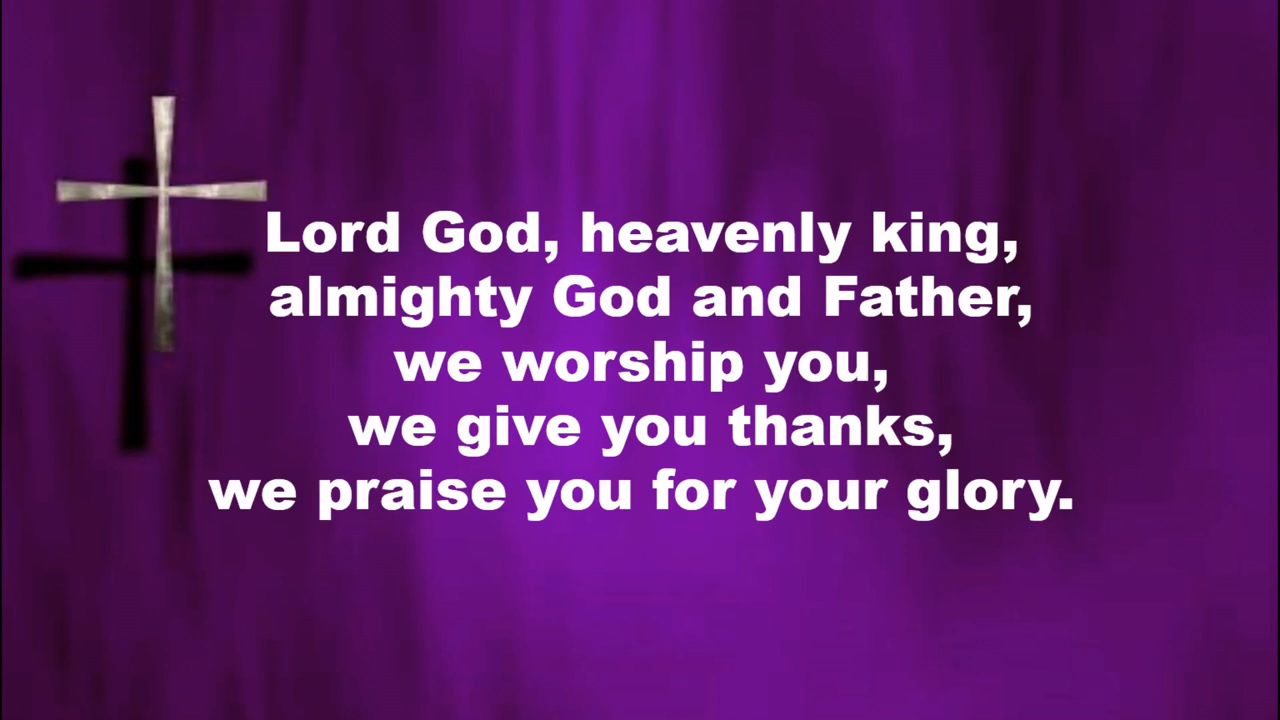 Lord God, heavenly king,
almighty God and Father,
we worship you,
we give you thanks,
we praise you for your glory.